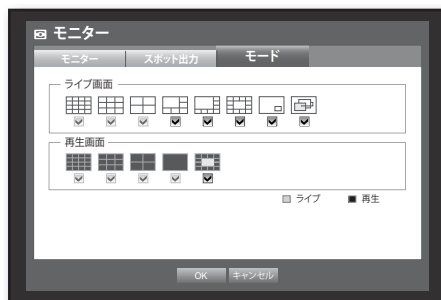 モニター
モニター スポット出力 モード
ライブ画面
再生画面
ライブ 再生
OK キャンセル